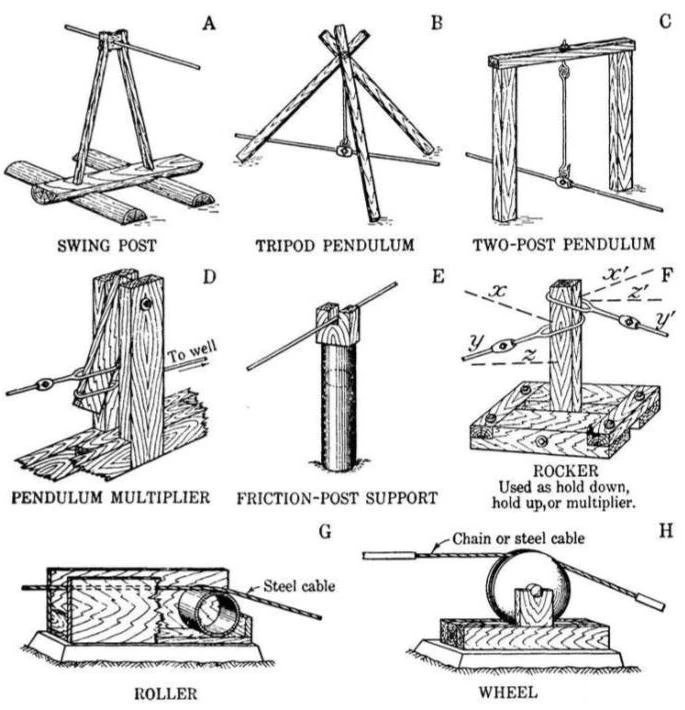 A
B
C
SWING POST
TRIPOD PENDULUM
TWO-POST PENDULUM
D
To well
E
F
x
x'
z'
y
y'
z
PENDULUM MULTIPLIER
FRICTION-POST SUPPORT
ROCKER
Used as hold down,
hold up, or multiplier.
G
Steel cable
H
Chain or steel cable
ROLLER
WHEEL